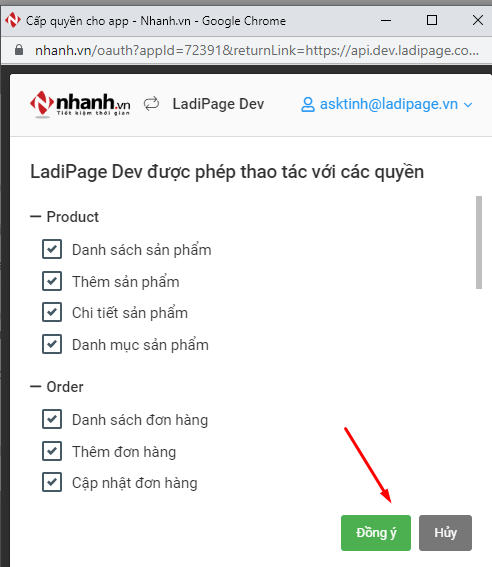 Cấp quyền cho app - Nhanh.vn - Google Chrome
nhanh.vn/oauth?appId=72391&returnLink=https://api.dev.ladipage.co...
nhanh.vn
Tiết kiệm thời gian
LadiPage Dev
asktinh@ladipage.vn
LadiPage Dev được phép thao tác với các quyền
Product
Danh sách sản phẩm
Thêm sản phẩm
Chi tiết sản phẩm
Danh mục sản phẩm
Order
Danh sách đơn hàng
Thêm đơn hàng
Cập nhật đơn hàng
Đồng ý
Hủy